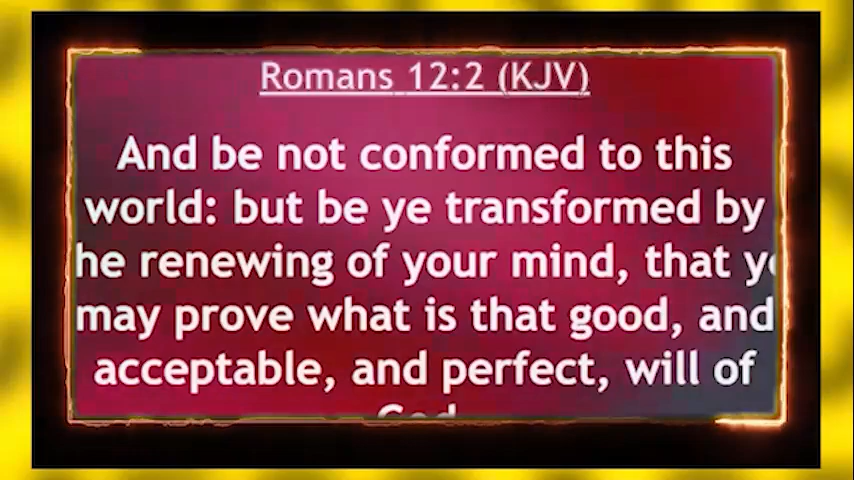 Romans 12:2 (KJV)
And be not conformed to this
world: but be ye transformed by
he renewing of your mind, that y
may prove what is that good, and
acceptable, and perfect, will of